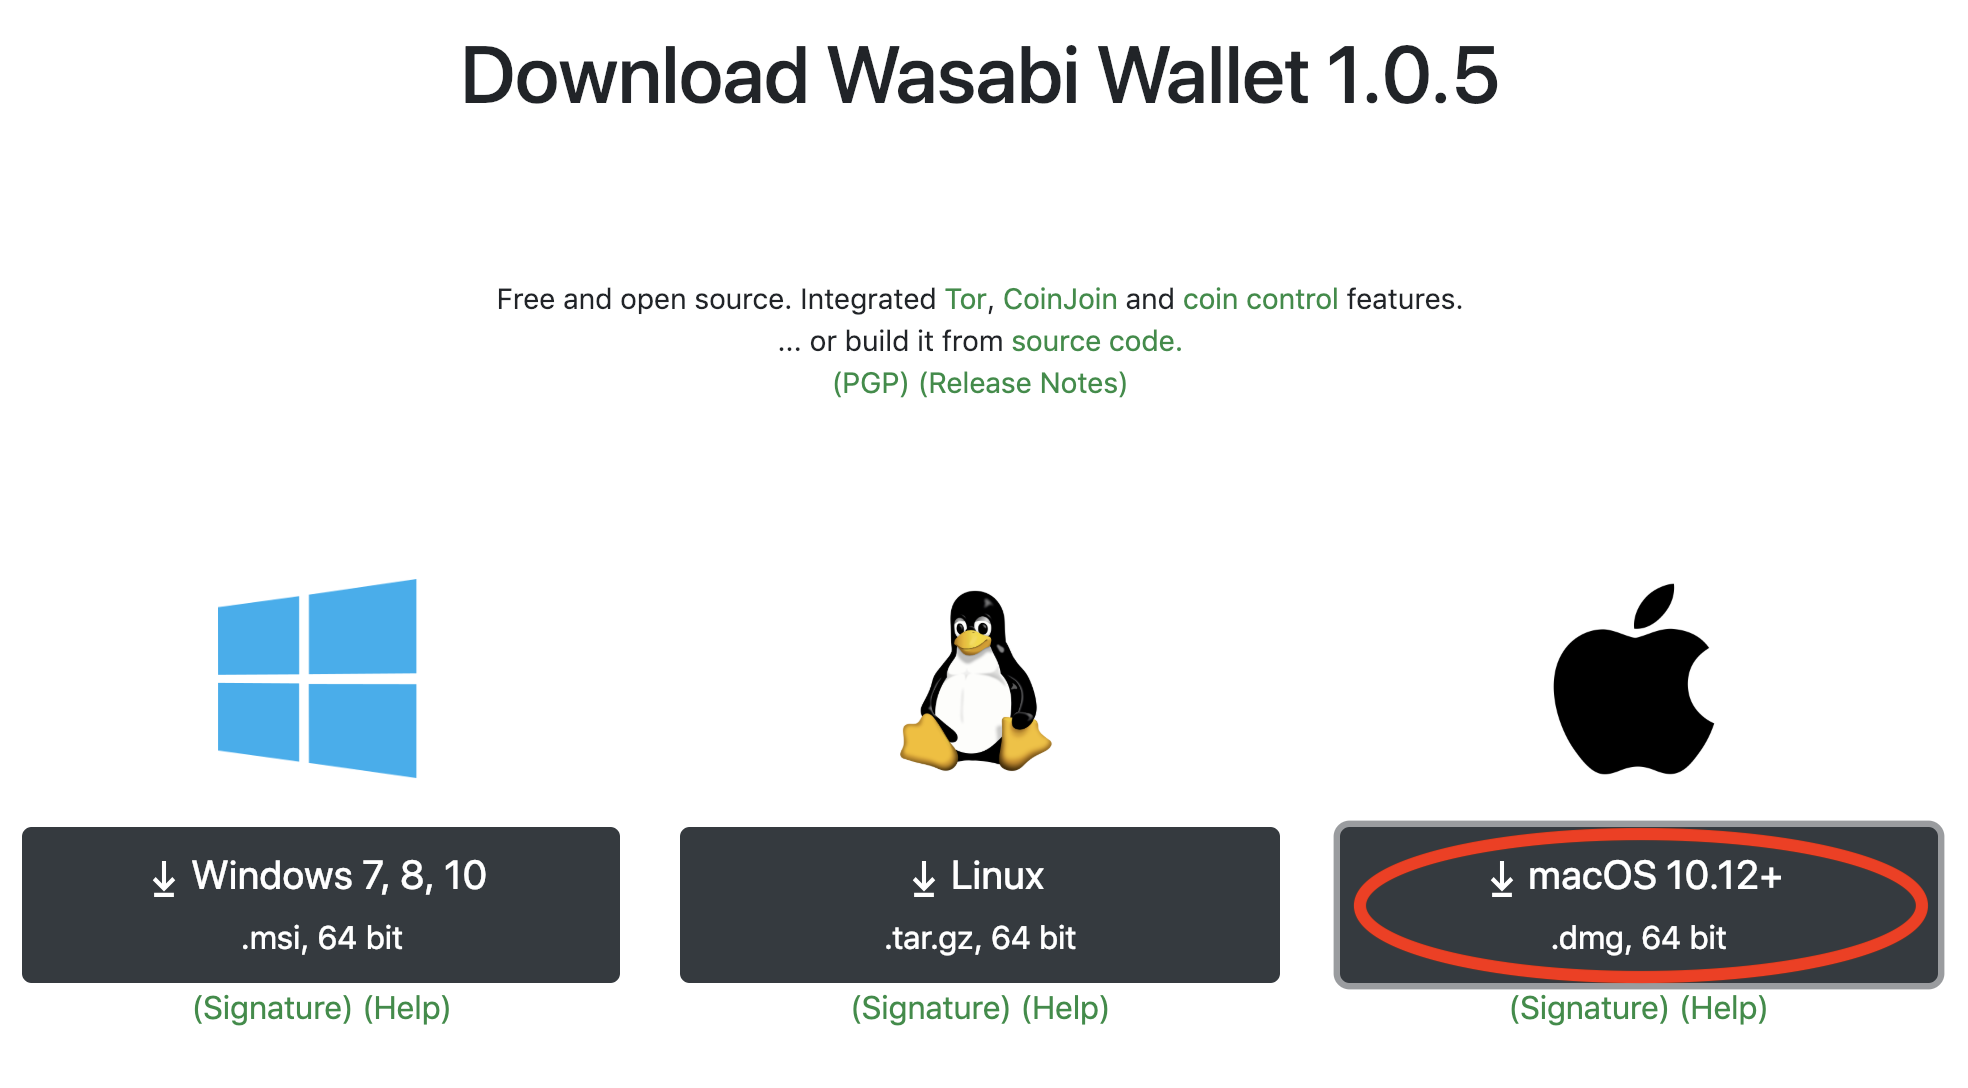 Download Wasabi Wallet 1.0.5
Free and open source. Integrated Tor, CoinJoin and coin control features.
... or build it from source code.
(PGP) (Release Notes)
Windows 7, 8, 10
.msi, 64 bit
(Signature) (Help)
Linux
.tar.gz, 64 bit
(Signature) (Help)
macOS 10.12+
.dmg, 64 bit
(Signature) (Help)